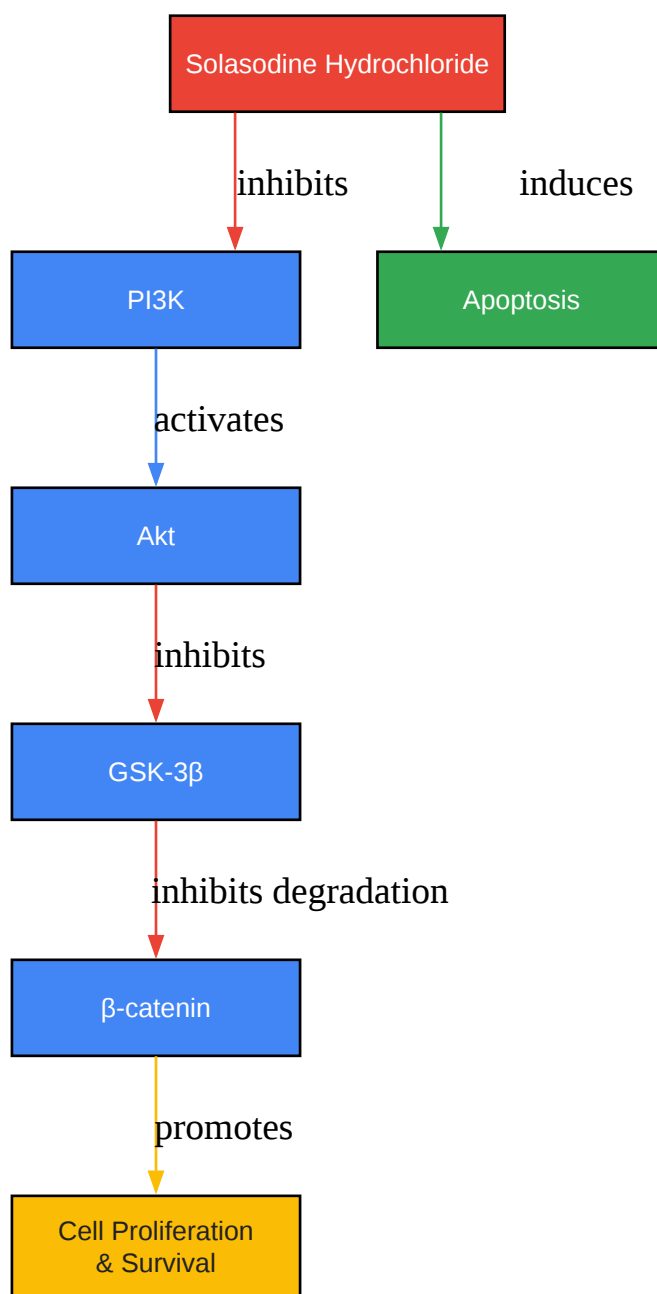 Solasodine Hydrochloride
inhibits
induces
PI3K
Apoptosis
activates
Akt
inhibits
GSK-3β
inhibits degradation
β-catenin
promotes
Cell Proliferation
& Survival